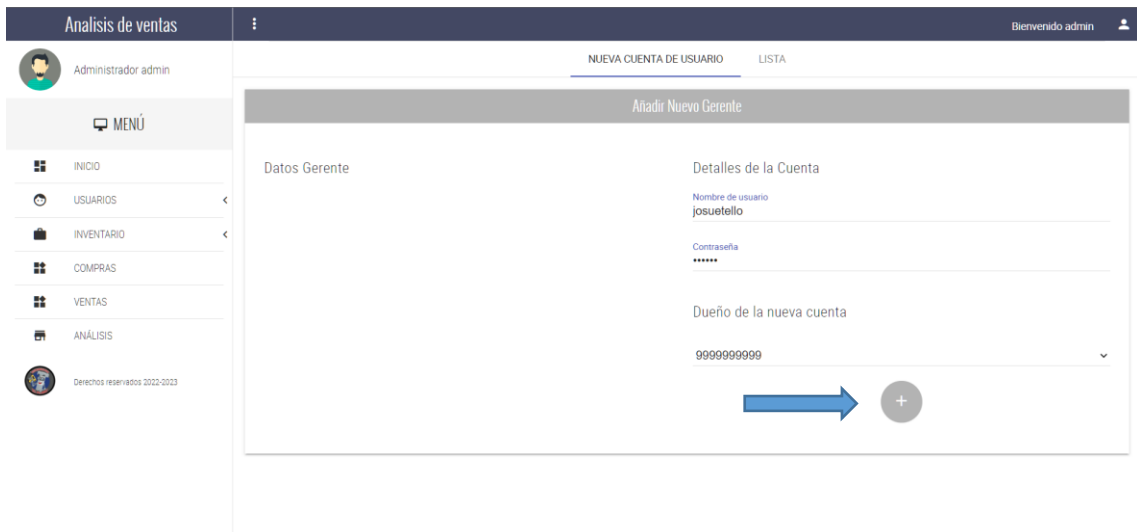 Analisis de ventas
Bienvenido admin
Administrador admin
MENÚ
INICIO
USUARIOS
INVENTARIO
COMPRAS
VENTAS
ANÁLISIS
Derechos reservados 2022-2023
NUEVA CUENTA DE USUARIO LISTA
Añadir Nuevo Gerente
Datos Gerente
Detalles de la Cuenta
Nombre de usuario
josuetello
Contraseña
••••••
Dueño de la nueva cuenta
9999999999
+